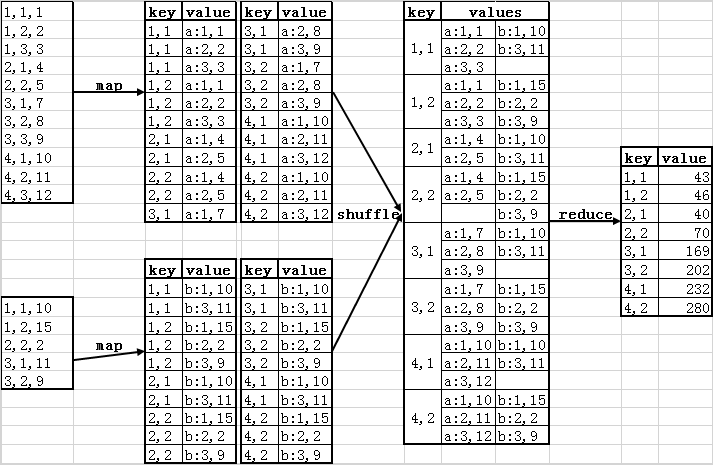 1,1,1
1,2,2
1,3,3
2,1,4
2,2,5
3,1,7
3,2,8
3,3,9
4,1,10
4,2,11
4,3,12
map
key value key value
1,1 a:1,1 3,1 a:2,8
1,1 a:2,2 3,1 a:3,9
1,1 a:3,3 3,2 a:1,7
1,2 a:1,1 3,2 a:2,8
1,2 a:2,2 3,2 a:3,9
1,2 a:3,3 4,1 a:1,10
2,1 a:1,4 4,1 a:2,11
2,1 a:2,5 4,1 a:3,12
2,2 a:1,4 4,2 a:1,10
2,2 a:2,5 4,2 a:2,11
3,1 a:1,7 4,2 a:3,12
1,1,10
1,2,15
2,2,2
3,1,11
3,2,9
map
key value key value
1,1 b:1,10 3,1 b:1,10
1,1 b:3,11 3,1 b:3,11
1,2 b:1,15 3,2 b:1,15
1,2 b:2,2 3,2 b:2,2
1,2 b:3,9 3,2 b:3,9
2,1 b:1,10 4,1 b:1,10
2,1 b:3,11 4,1 b:3,11
2,2 b:1,15 4,2 b:1,15
2,2 b:2,2 4,2 b:2,2
2,2 b:3,9 4,2 b:3,9
shuffle
key values
a:1,1 b:1,10
1,1 a:2,2 b:3,11
a:3,3
a:1,1 b:1,15
1,2 a:2,2 b:2,2
a:3,3 b:3,9
2,1 a:1,4 b:1,10
a:2,5 b:3,11
a:1,4 b:1,15
2,2 a:2,5 b:2,2
b:3,9
a:1,7 b:1,10
3,1 a:2,8 b:3,11
a:3,9
a:1,7 b:1,15
3,2 a:2,8 b:2,2
a:3,9 b:3,9
a:1,10 b:1,10
4,1 a:2,11 b:3,11
a:3,12
a:1,10 b:1,15
4,2 a:2,11 b:2,2
a:3,12 b:3,9
reduce
key value
1,1 43
1,2 46
2,1 40
2,2 70
3,1 169
3,2 202
4,1 232
4,2 280